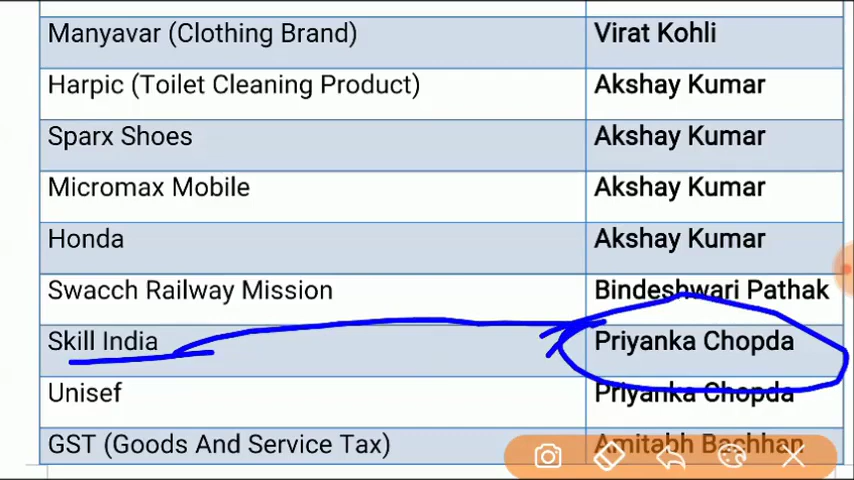 Manyavar (Clothing Brand) Virat Kohli
Harpic (Toilet Cleaning Product) Akshay Kumar
Sparx Shoes Akshay Kumar
Micromax Mobile Akshay Kumar
Honda Akshay Kumar
Swacch Railway Mission Bindeshwari Pathak
Skill India Priyanka Chopda
Unisef Priyanka Chopda
GST (Goods And Service Tax) Amitabh Bachhan